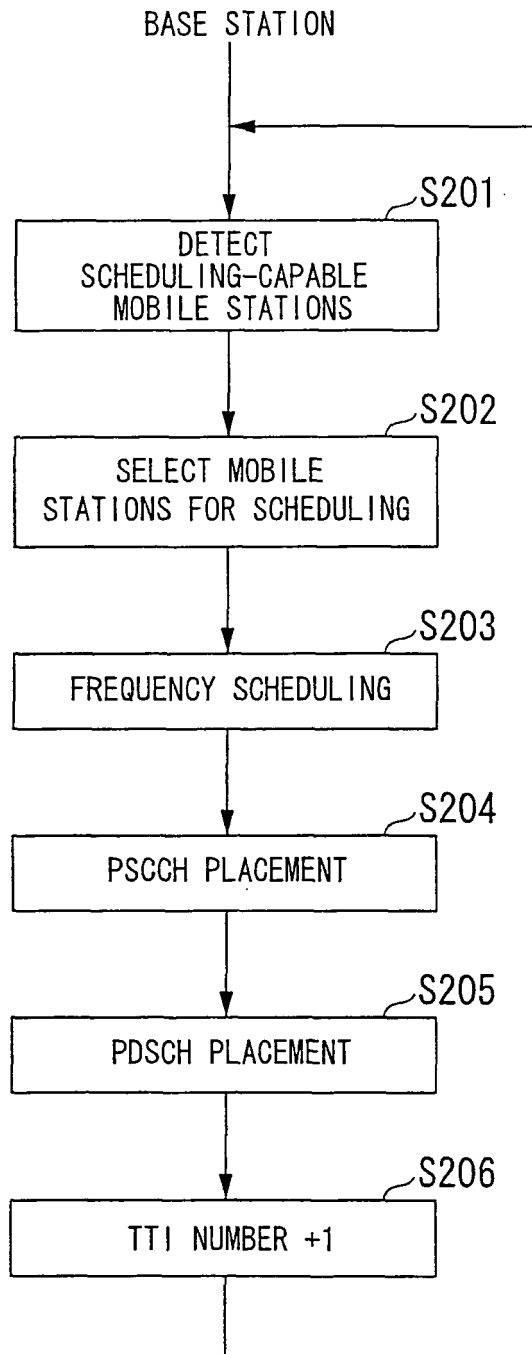 BASE STATION
S201
DETECT
SCHEDULING-CAPABLE
MOBILE STATIONS
S202
SELECT MOBILE
STATIONS FOR SCHEDULING
S203
FREQUENCY SCHEDULING
S204
PSCCH PLACEMENT
S205
PDSCH PLACEMENT
S206
TTI NUMBER +1